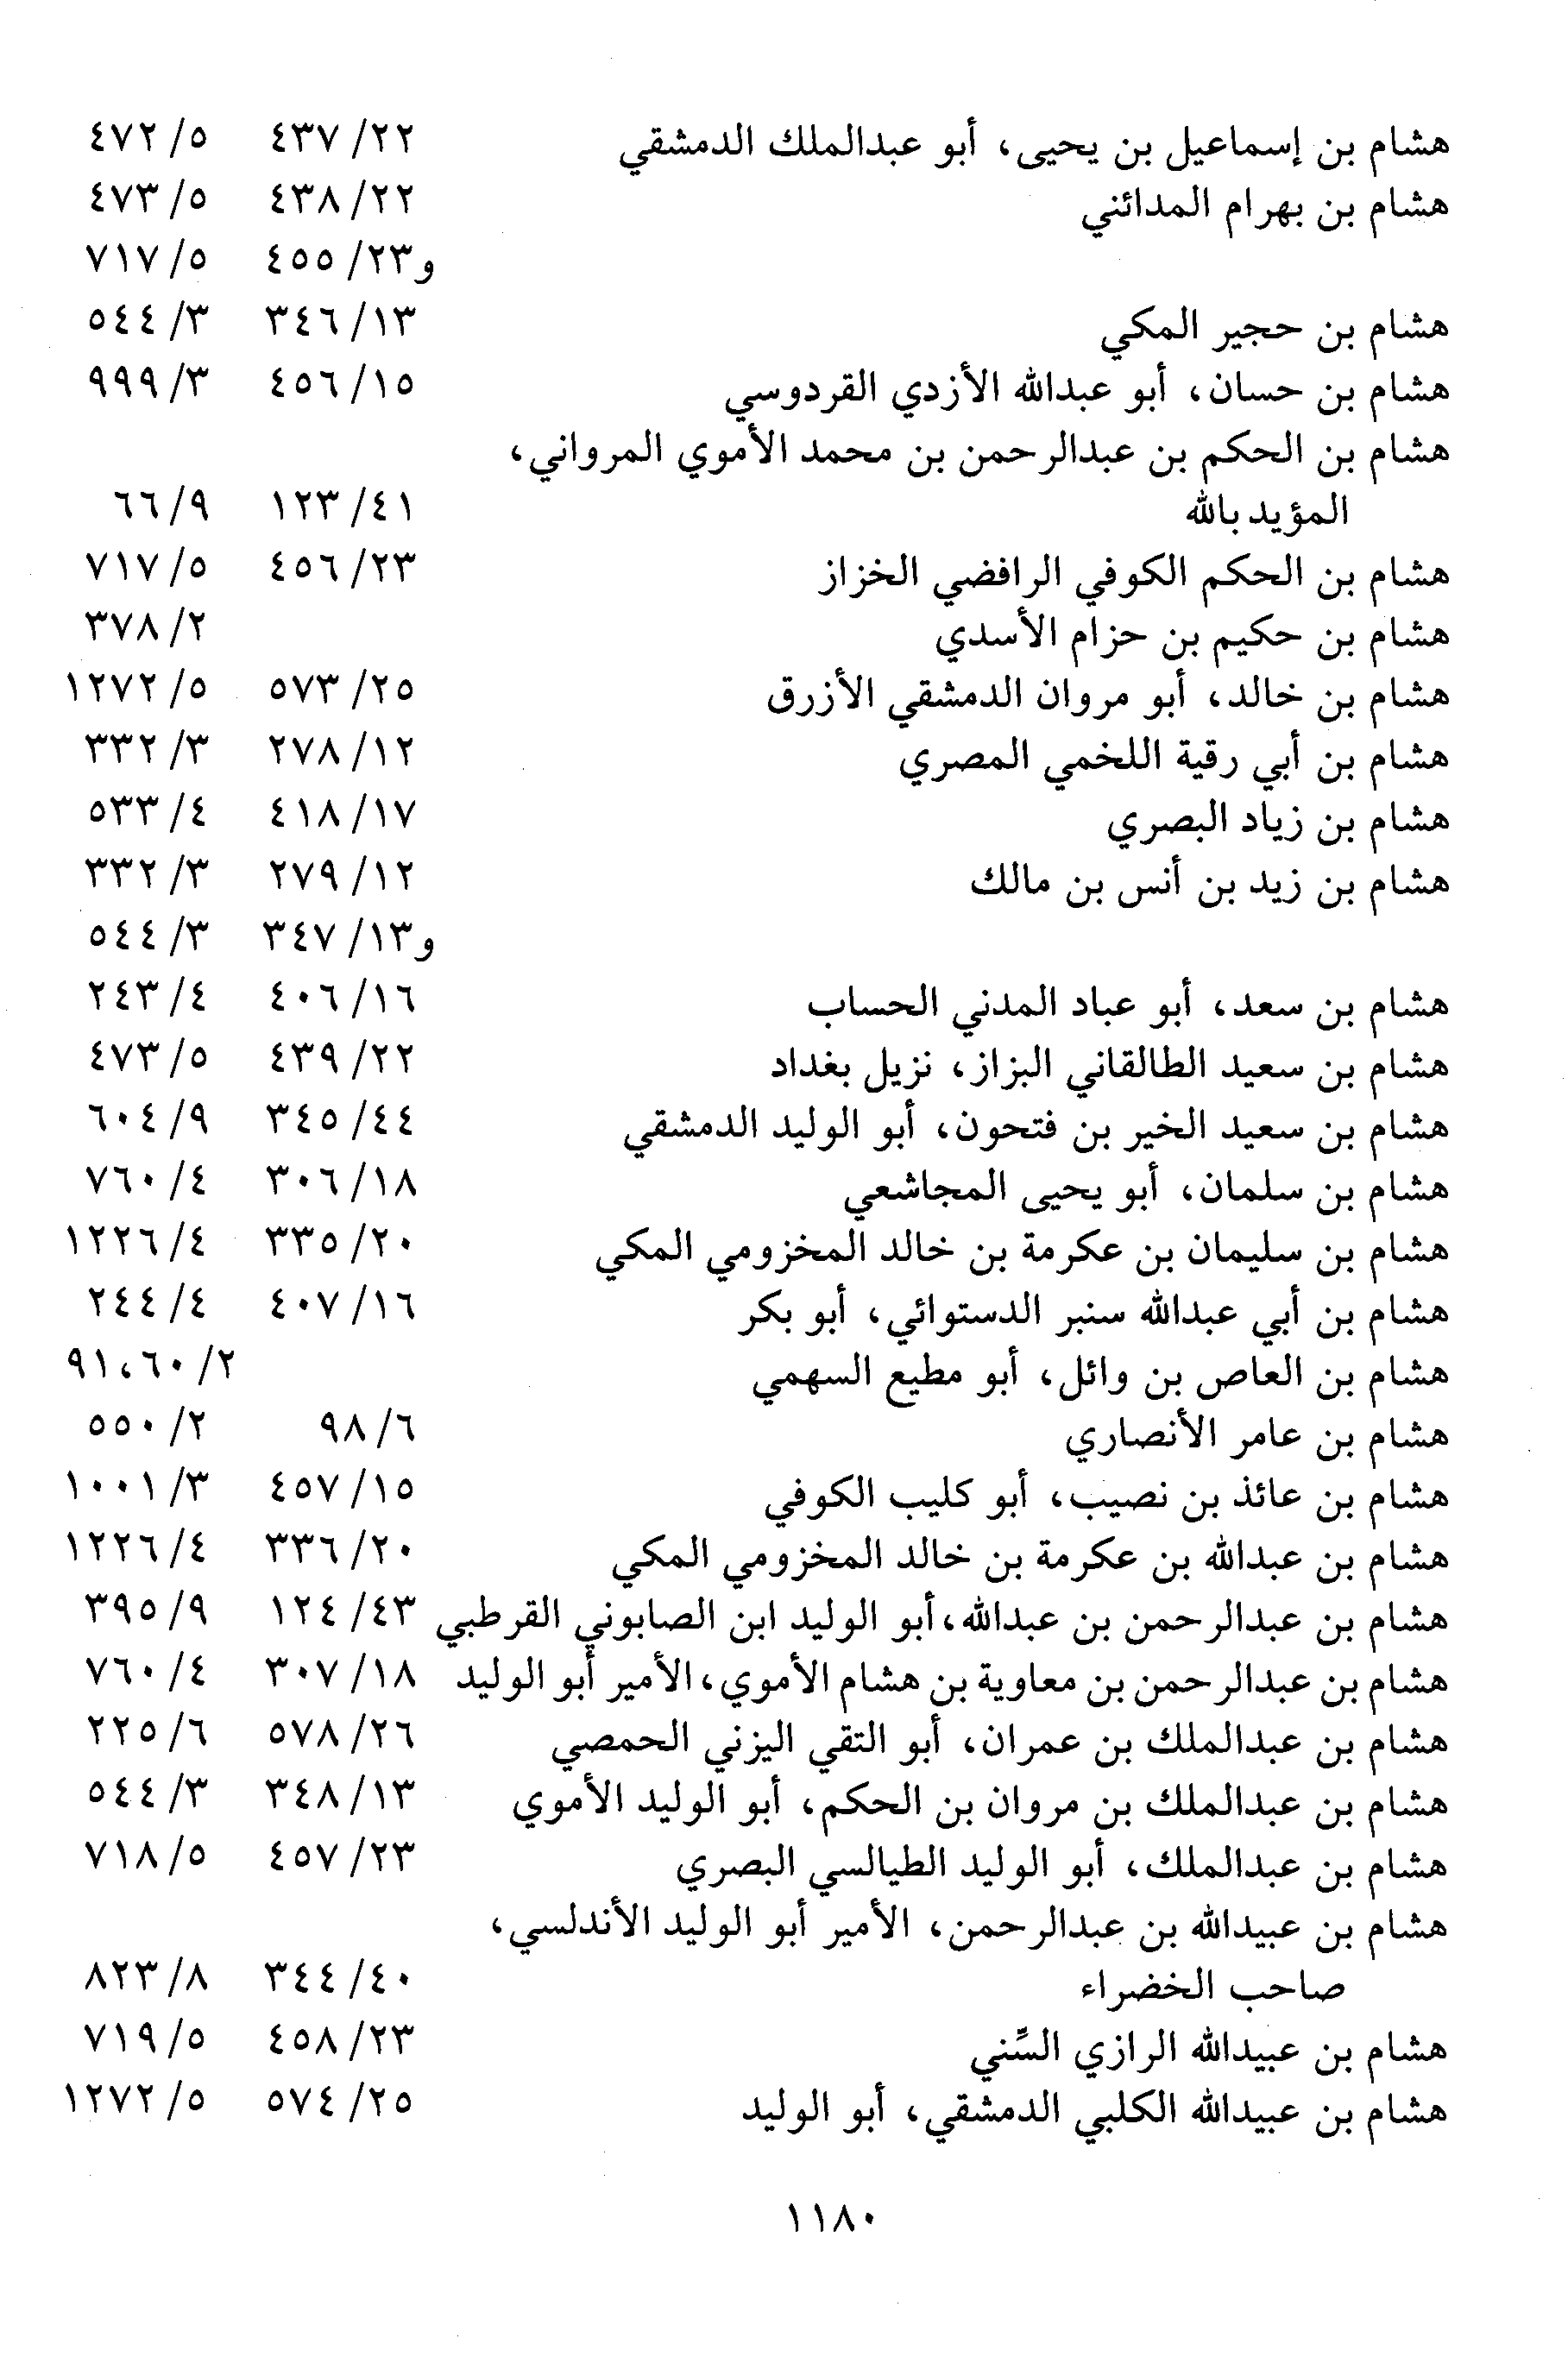 هشام بن إسماعيل بن يحيى، أبو عبدالملك الدمشقي ٢٢/ ٤٣٧ ٥/ ٤٧٢
هشام بن بهرام المدائني ٢٢/ ٤٣٨ ٥/ ٤٧٣
و٢٣/ ٤٥٥ ٥/ ٧١٧
هشام بن حجير المكي ١٣/ ٣٤٦ ٣/ ٥٤٤
هشام بن حسان، أبو عبدالله الأزدي القردوسي ١٥/ ٤٥٦ ٣/ ٩٩٩
هشام بن الحكم بن عبدالرحمن بن محمد الأموي المرواني،
المؤيد بالله ٤١/ ١٢٣ ٩/ ٦٦
هشام بن الحكم الكوفي الرافضي الخزاز ٢٣/ ٤٥٦ ٥/ ٧١٧
هشام بن حكيم بن حزام الأسدي ٢/ ٣٧٨
هشام بن خالد، أبو مروان الدمشقي الأزرق ٢٥/ ٥٧٣ ٥/ ١٢٧٢
هشام بن أبي رقية اللخمي المصري ١٢/ ٢٧٨ ٣/ ٣٣٢
هشام بن زياد البصري ١٧/ ٤١٨ ٤/ ٥٣٣
هشام بن زيد بن أنس بن مالك ١٢/ ٢٧٩ ٣/ ٣٣٢
و١٣/ ٣٤٧ ٣/ ٥٤٤
هشام بن سعد، أبو عباد المدني الحساب ١٦/ ٤٠٦ ٤/ ٢٤٣
هشام بن سعيد الطالقاني البزاز، نزيل بغداد ٢٢/ ٤٣٩ ٥/ ٤٧٣
هشام بن سعيد الخير بن فتحون، أبو الوليد الدمشقي ٤٤/ ٣٤٥ ٩/ ٦٠٤
هشام بن سلمان، أبو يحيى المجاشعي ١٨/ ٣٠٦ ٤/ ٧٦٠
هشام بن سليمان بن عكرمة بن خالد المخزومي المكي ٢٠/ ٣٣٥ ٤/ ١٢٢٦
هشام بن أبي عبدالله سنبر الدستوائي، أبو بكر ١٦/ ٤٠٧ ٤/ ٢٤٤
هشام بن العاص بن وائل، أبو مطيع السهمي ٢/ ٦٠، ٩١
هشام بن عامر الأنصاري ٦/ ٩٨ ٢/ ٥٥٠
هشام بن عائذ بن نصيب، أبو كليب الكوفي ١٥/ ٤٥٧ ٣/ ١٠٠١
هشام بن عبدالله بن عكرمة بن خالد المخزومي المكي ٢٠/ ٣٣٦ ٤/ ١٢٢٦
هشام بن عبدالرحمن بن عبدالله، أبو الوليد ابن الصابوني القرطبي ٤٣/ ١٢٤ ٩/ ٣٩٥
هشام بن عبدالرحمن بن معاوية بن هشام الأموي، الأمير أبو الوليد ١٨/ ٣٠٧ ٤/ ٧٦٠
هشام بن عبدالملك بن عمران، أبو التقي اليزني الحمصي ٢٦/ ٥٧٨ ٦/ ٢٢٥
هشام بن عبدالملك بن مروان بن الحكم، أبو الوليد الأموي ١٣/ ٣٤٨ ٣/ ٥٤٤
هشام بن عبدالملك، أبو الوليد الطيالسي البصري ٢٣/ ٤٥٧ ٥/ ٧١٨
هشام بن عبيدالله بن عبدالرحمن، الأمير أبو الوليد الأندلسي،
صاحب الخضراء ٤٠/ ٣٤٤ ٨/ ٨٢٣
هشام بن عبيدالله الرازي السِّني ٢٣/ ٤٥٨ ٥/ ٧١٩
هشام بن عبيدالله الكلبي الدمشقي، أبو الوليد ٢٥/ ٥٧٤ ٥/ ١٢٧٢
١١٨٠